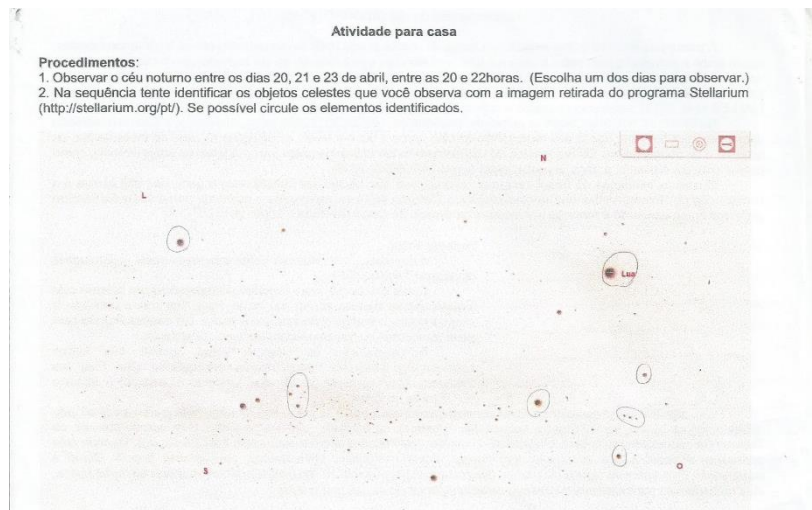 Atividade para casa
Procedimentos:
1. Observar o céu noturno entre os dias 20, 21 e 23 de abril, entre as 20 e 22horas. (Escolha um dos dias para observar.)
2. Na sequência tente identificar os objetos celestes que você observa com a imagem retirada do programa Stellarium
(http://stellarium.org/pt/). Se possível circule os elementos identificados.
N
L
Lua
S
O